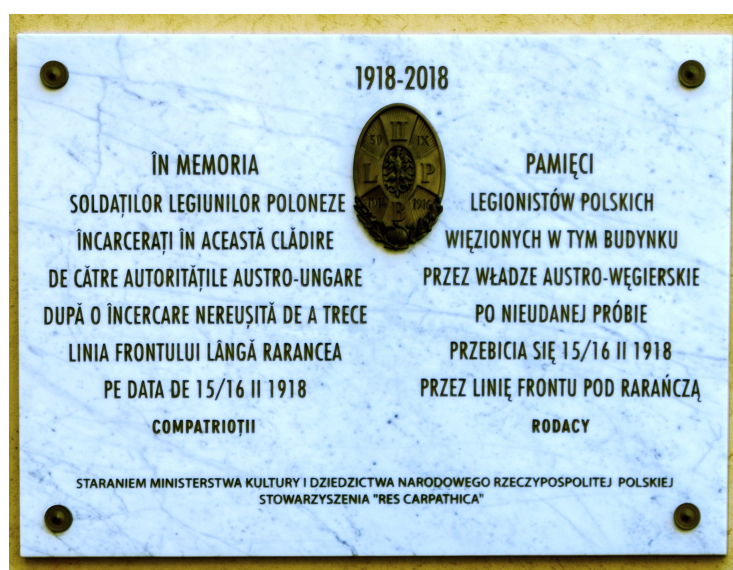 1918-2018
ÎN MEMORIA
SOLDAȚILOR LEGIUNILOR POLONEZE
ÎNCARCERAȚI ÎN ACEASTĂ CLĂDIRE
DE CĂTRE AUTORITĂȚILE AUSTRO-UNGARE
DUPĂ O ÎNCERCARE NEREUȘITĂ DE A TRECE
LINIA FRONTULUI LÂNGĂ RARANCEA
PE DATA DE 15/16 II 1918
COMPATRIOȚII
II
IX
L P
B
1916
PAMIĘCI
LEGIONISTÓW POLSKICH
WIĘZIONYCH W TYM BUDYNKU
PRZEZ WŁADZE AUSTRO-WĘGIERSKIE
PO NIEUDANEJ PRÓBIE
PRZEBICIA SIĘ 15/16 II 1918
PRZEZ LINIĘ FRONTU POD RARAŃCZĄ
RODACY
STARANIEM MINISTERSTWA KULTURY I DZIEDZICTWA NARODOWEGO RZECZYPOSPOLITEJ POLSKIEJ
STOWARZYSZENIA "RES CARPATHICA"